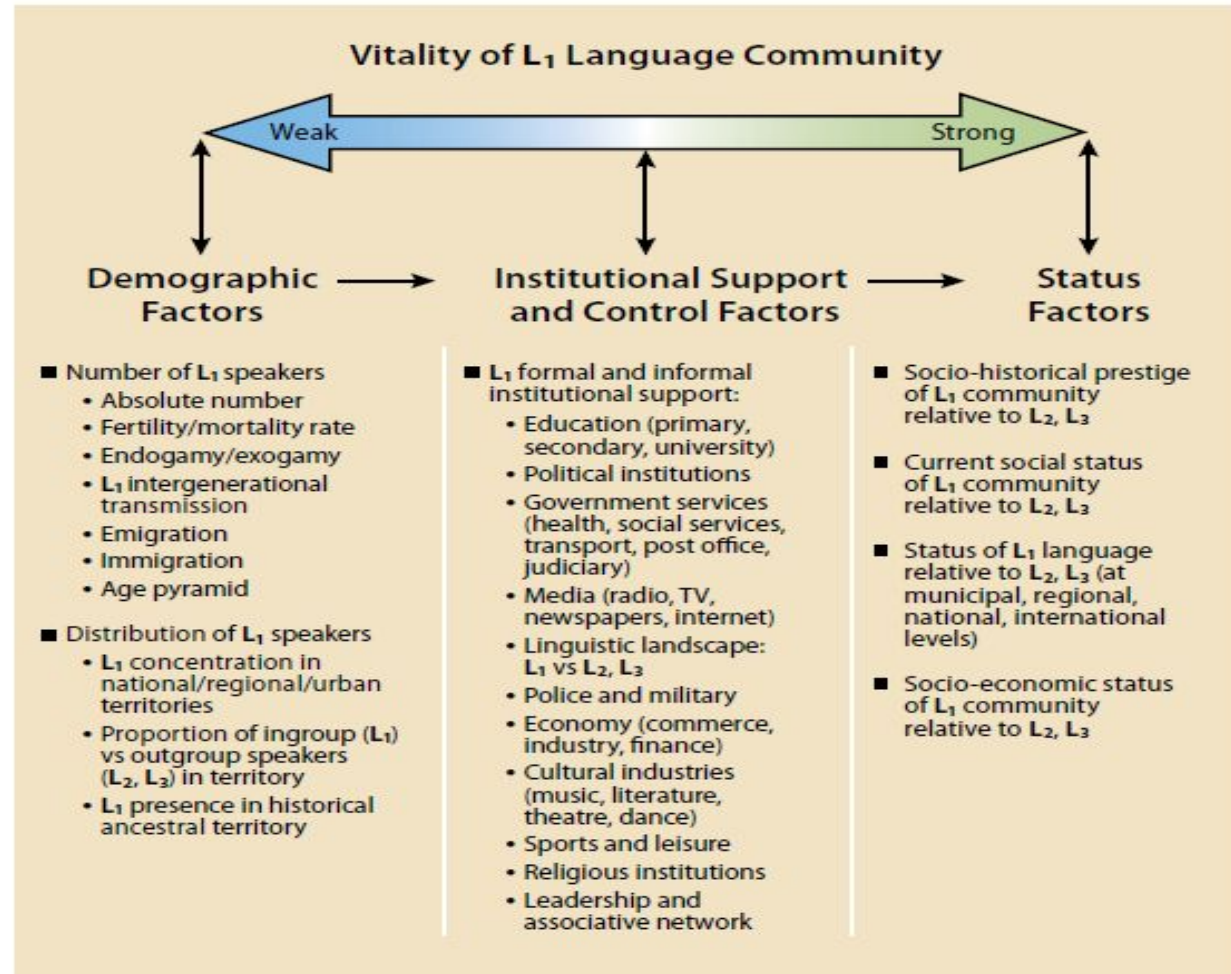 Vitality of L₁ Language Community
Weak
Strong
Demographic
Factors
Institutional Support
and Control Factors
Status
Factors
■ Number of L₁ speakers
• Absolute number
• Fertility/mortality rate
• Endogamy/exogamy
• L₁ intergenerational
transmission
• Emigration
• Immigration
• Age pyramid
■ Distribution of L₁ speakers
• L₁ concentration in
national/regional/urban
territories
• Proportion of ingroup (L₁)
vs outgroup speakers
(L₂, L₃) in territory
• L₁ presence in historical
ancestral territory
■ L₁ formal and informal
institutional support:
• Education (primary,
secondary, university)
• Political institutions
• Government services
(health, social services,
transport, post office,
judiciary)
• Media (radio, TV,
newspapers, internet)
• Linguistic landscape:
L₁ vs L₂, L₃
• Police and military
• Economy (commerce,
industry, finance)
• Cultural industries
(music, literature,
theatre, dance)
• Sports and leisure
• Religious institutions
• Leadership and
associative network
■ Socio-historical prestige
of L₁ community
relative to L₂, L₃
■ Current social status
of L₁ community
relative to L₂, L₃
■ Status of L₁ language
relative to L₂, L₃ (at
municipal, regional,
national, international
levels)
■ Socio-economic status
of L₁ community
relative to L₂, L₃